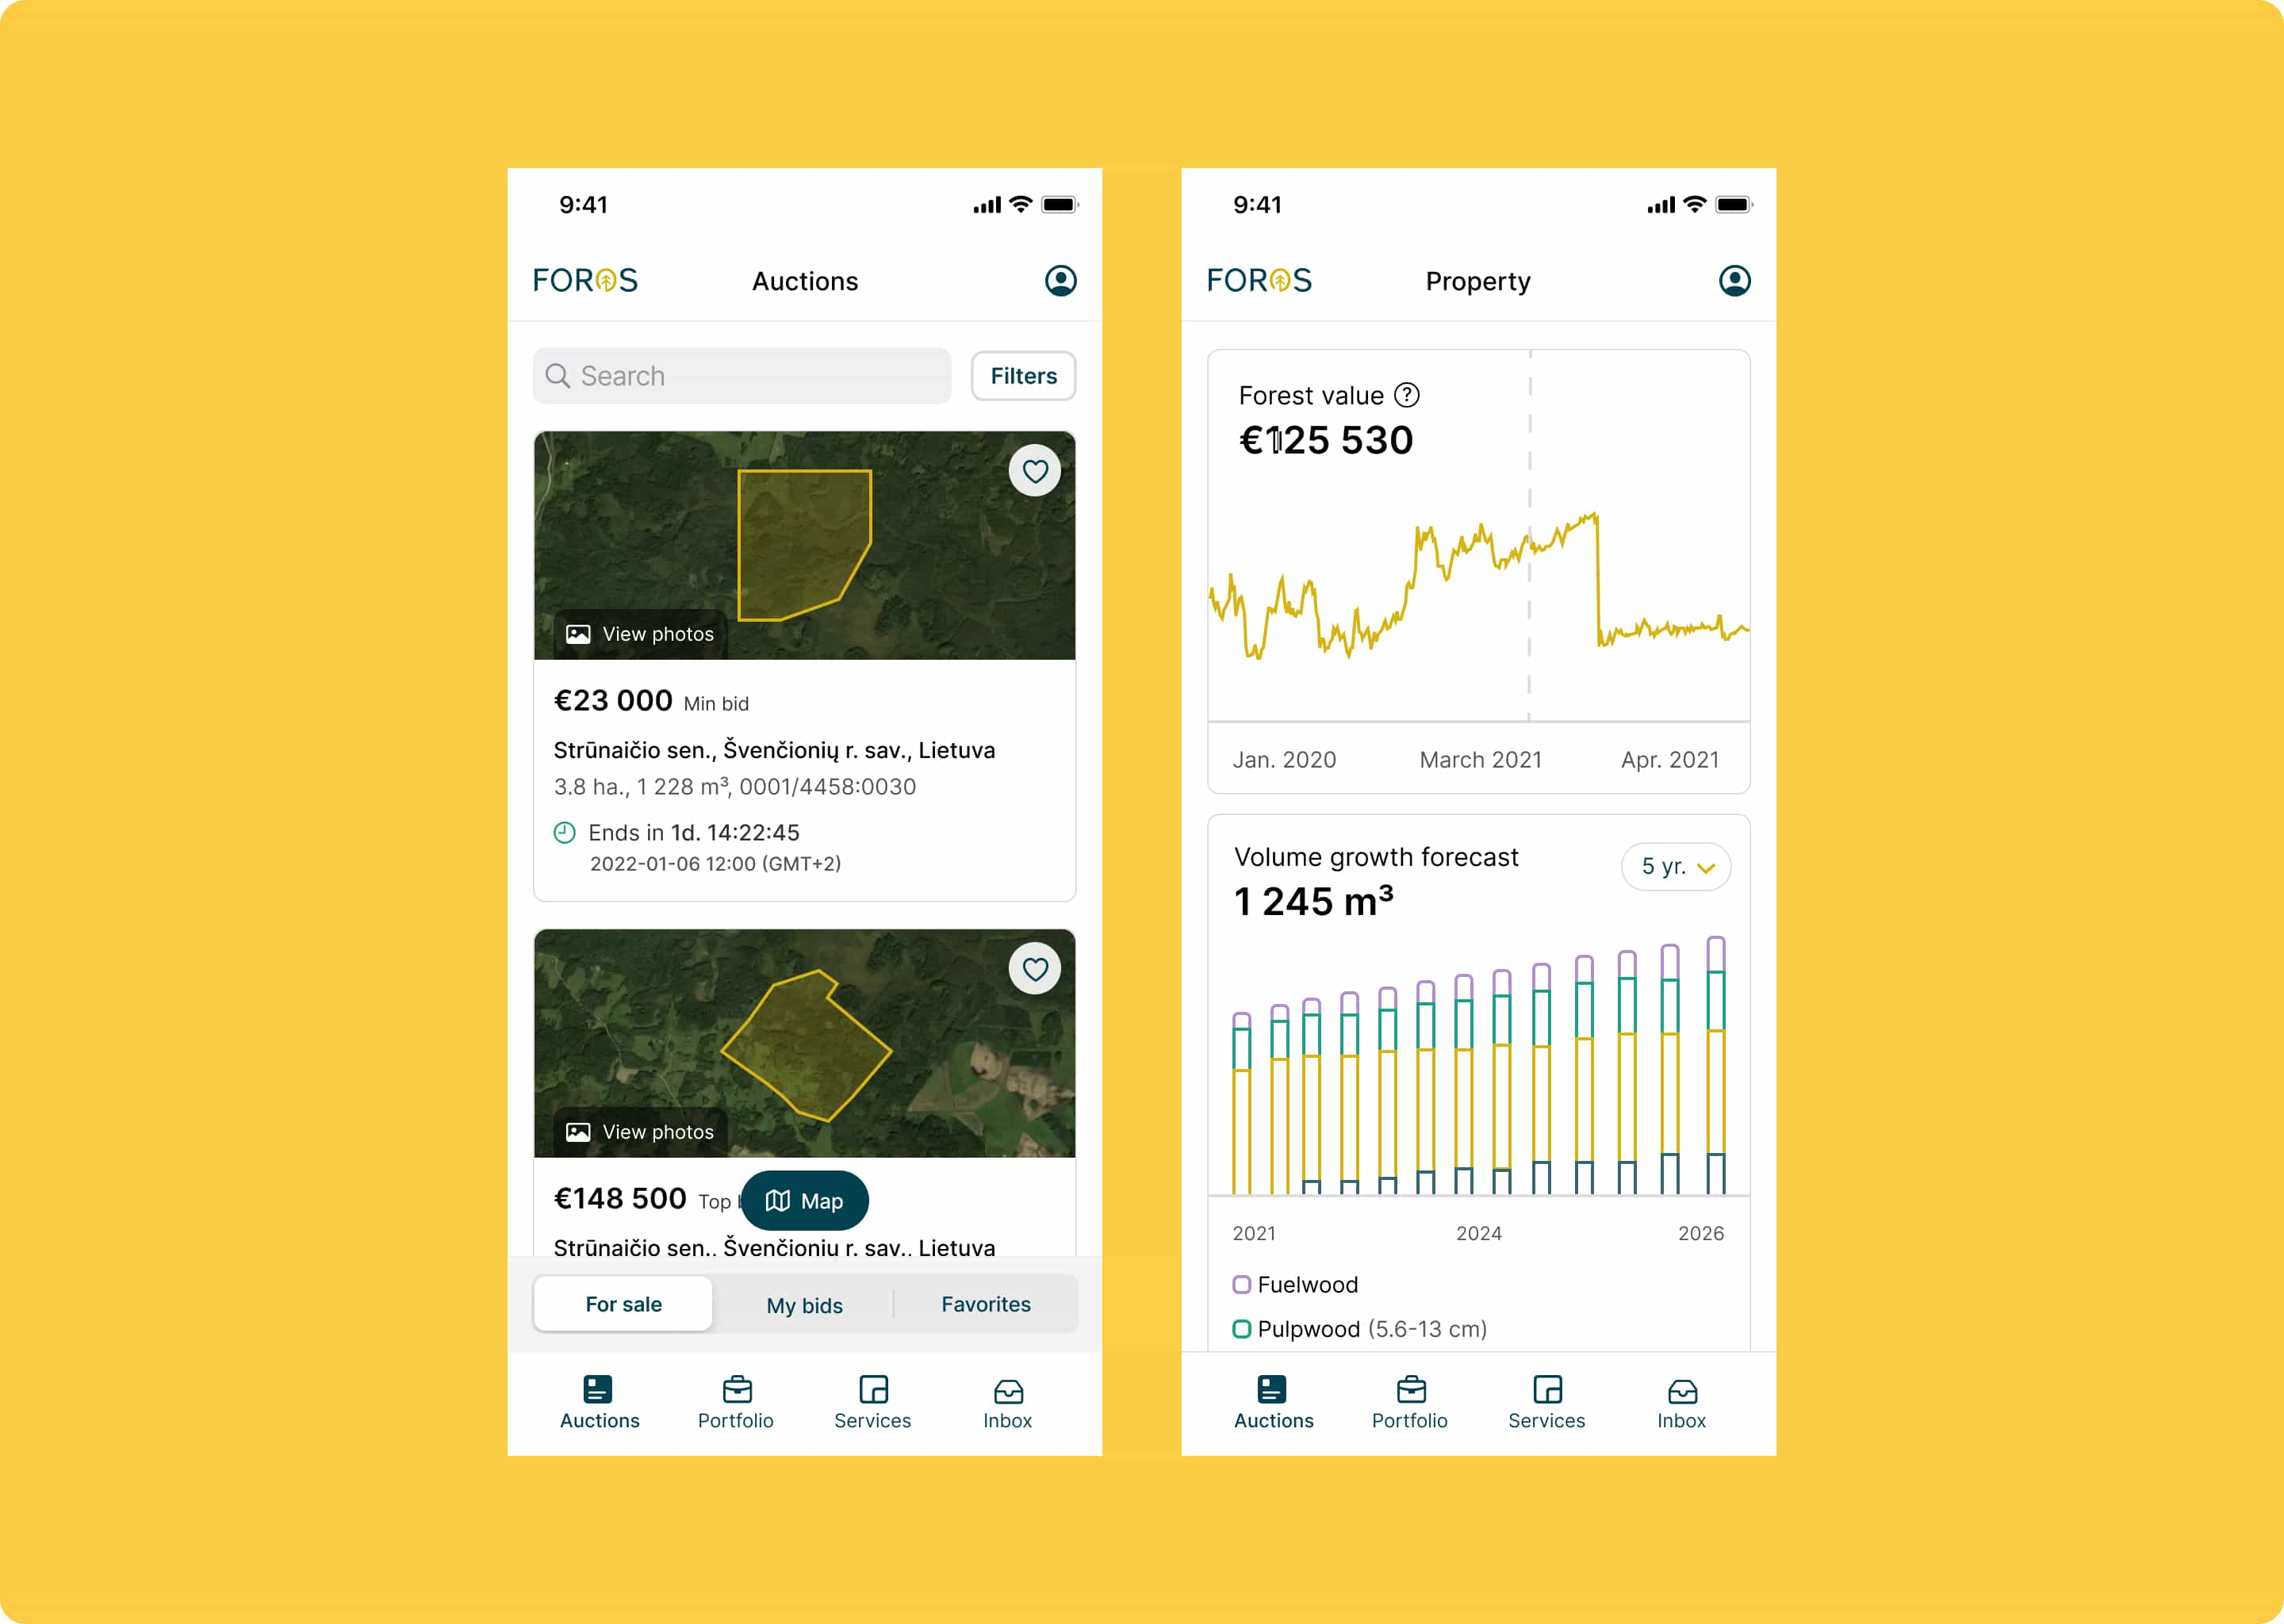 9:41
FOROS
Auctions
Search
Filters
View photos
€23 000 Min bid
Strūnaičio sen., Švenčionių r. sav., Lietuva
3.8 ha., 1 228 m³, 0001/4458:0030
Ends in 1d. 14:22:45
2022-01-06 12:00 (GMT+2)
View photos
€148 500 Top
Map
Strūnaičio sen., Švenčionių r. sav., Lietuva
For sale
My bids
Favorites
Auctions
Portfolio
Services
Inbox
9:41
FOROS
Property
Forest value ?
€125 530
Jan. 2020
March 2021
Apr. 2021
Volume growth forecast
5 yr.
1 245 m³
2021
2024
2026
Fuelwood
Pulpwood (5.6-13 cm)
Auctions
Portfolio
Services
Inbox